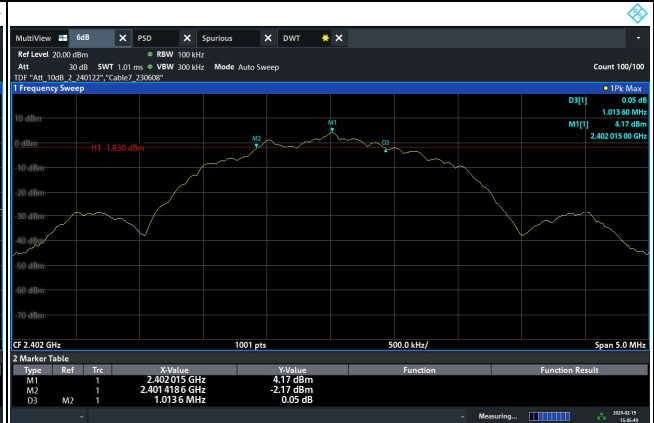 MultiView 6dB X PSD X Spurious X DWT X
Ref Level 20.00 dBm RBW 100 kHz
Att 30 dB SWT 1.01 ms VBW 300 kHz Mode Auto Sweep Count 100/100
TDF "Att_10dB_2_240122","Cable7_230608"
1 Frequency Sweep 1Pk Max
D3[1] 0.05 dB
1.013 60 MHz
M1[1] 4.17 dBm
2.402 015 00 GHz
10 dBm
M1
M2
0 dBm
D3
H1 -1.830 dBm
-10 dBm
-20 dBm
-30 dBm
-40 dBm
-50 dBm
-60 dBm
-70 dBm
CF 2.402 GHz 1001 pts 500.0 kHz/ Span 5.0 MHz
2 Marker Table
Type Ref Trc X-Value Y-Value Function Function Result
M1 1 2.402 015 GHz 4.17 dBm
M2 1 2.401 418 6 GHz -2.17 dBm
D3 M2 1 1.013 6 MHz 0.05 dB
Measuring... 2024-02-19
15:05:49